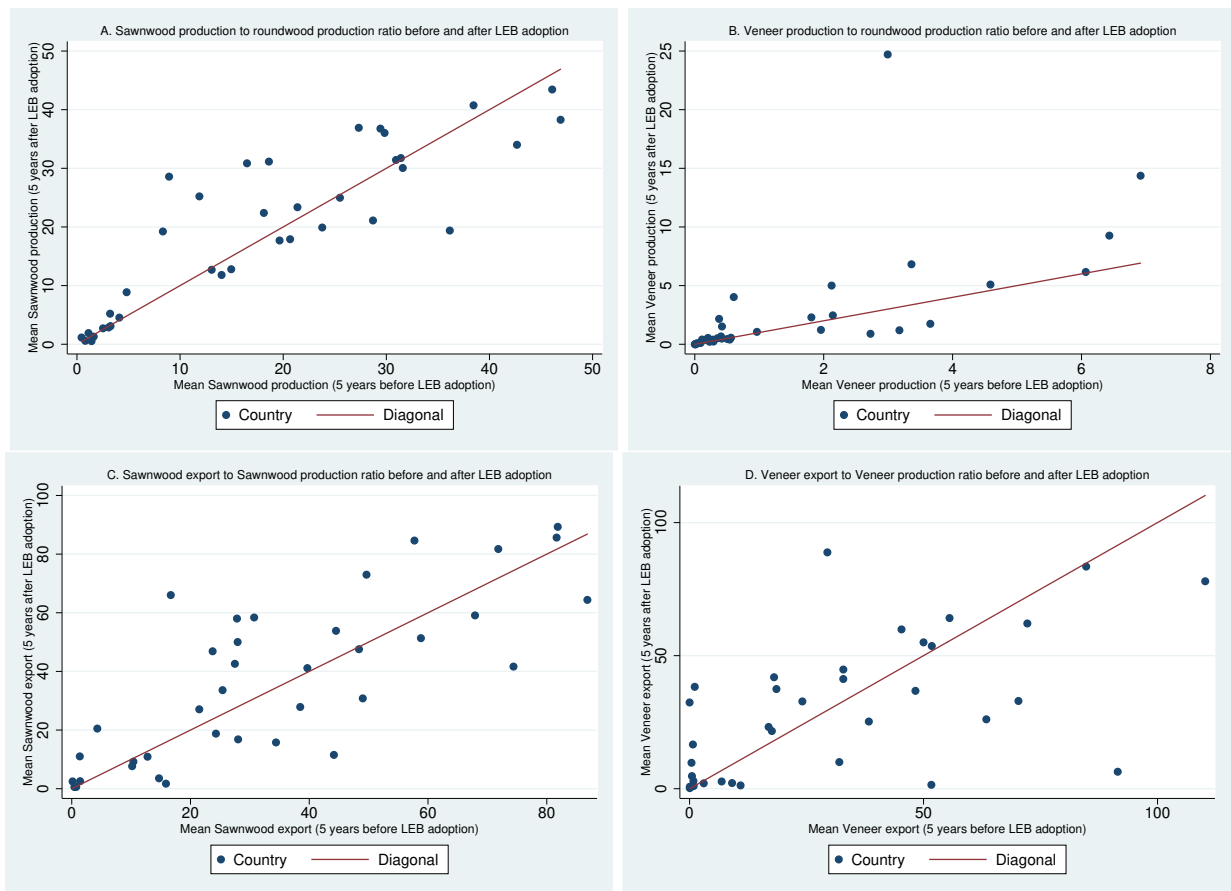 A. Sawnwood production to roundwood production ratio before and after LEB adoption
Mean Sawnwood production (5 years after LEB adoption)
50
40
30
20
10
0
0 10 20 30 40 50
Mean Sawnwood production (5 years before LEB adoption)
Country Diagonal
B. Veneer production to roundwood production ratio before and after LEB adoption
Mean Veneer production (5 years after LEB adoption)
25
20
15
10
5
0
0 2 4 6 8
Mean Veneer production (5 years before LEB adoption)
Country Diagonal
C. Sawnwood export to Sawnwood production ratio before and after LEB adoption
Mean Sawnwood export (5 years after LEB adoption)
100
80
60
40
20
0
0 20 40 60 80
Mean Sawnwood export (5 years before LEB adoption)
Country Diagonal
D. Veneer export to Veneer production ratio before and after LEB adoption
Mean Veneer export (5 years after LEB adoption)
100
50
0
0 50 100
Mean Veneer export (5 years before LEB adoption)
Country Diagonal